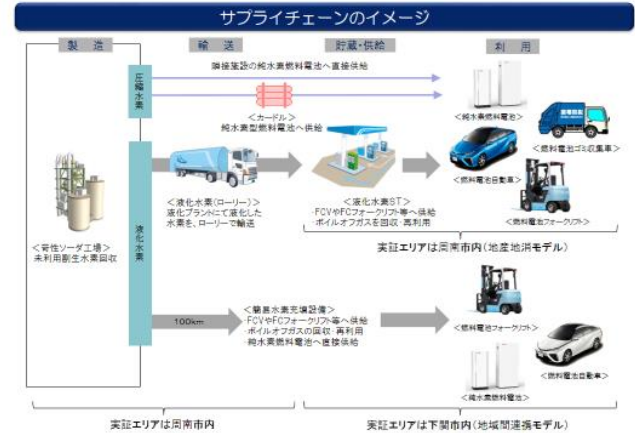 サプライチェーンのイメージ
製 造
輸 送
貯蔵・供給
利 用
圧縮水素
隣接施設の純水素燃料電池へ直接供給
<カードル>
純水素型燃料電池へ供給
<純水素燃料電池>
<燃料電池ゴミ収集車>
<燃料電池自動車>
<燃料電池フォークリフト>
液化水素
<苛性ソーダ工場>
未利用副生水素回収
<液化水素(ローリー)>
液化プラントにて液化した
水素を、ローリーで輸送
<液化水素ST>
・FCVやFCフォークリフト等へ供給
・ボイルオフガスを回収・再利用
実証エリアは周南市内(地産地消モデル)
100km
<簡易水素充填設備>
・FCVやFCフォークリフト等へ供給
・ボイルオフガスの回収・再利用
・純水素燃料電池へ直接供給
<燃料電池フォークリフト>
<燃料電池自動車>
<純水素燃料電池>
実証エリアは周南市内
実証エリアは下関市内(地域間連携モデル)